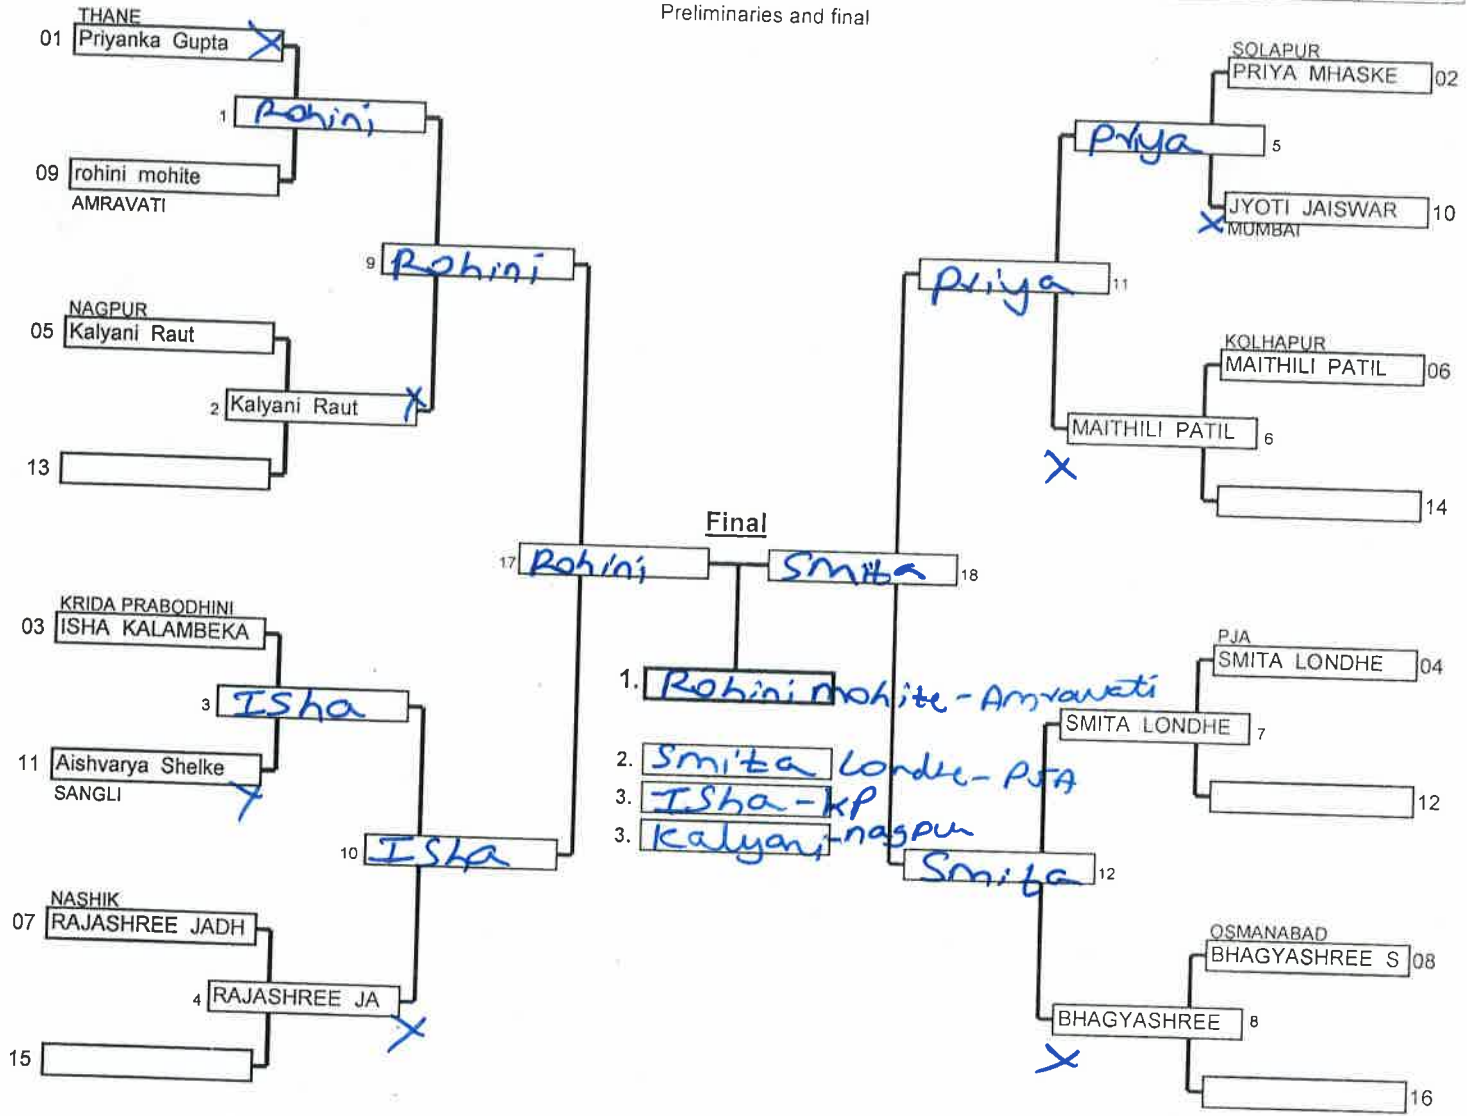 Preliminaries and final
THANE
01 Priyanka Gupta
1 Rohini
09 rohini mohite
AMRAVATI
9 Rohini
NAGPUR
05 Kalyani Raut
2 Kalyani Raut
13
17 Rohini
KRIDA PRABODHINI
03 ISHA KALAMBEKA
3 Isha
11 Aishvarya Shelke
SANGLI
10 Isha
NASHIK
07 RAJASHREE JADH
4 RAJASHREE JA
15
Final
1. Rohini mohite - Amravati
2. Smita Londhe - PJA
3. Isha - KP
3. Kalyani - nagpur
SOLAPUR
PRIYA MHASKE 02
Priya 5
JYOTI JAISWAR 10
MUMBAI
Priya 11
KOLHAPUR
MAITHILI PATIL 06
MAITHILI PATIL 6
14
Smita 18
PJA
SMITA LONDHE 04
SMITA LONDHE 7
12
Smita 12
OSMANABAD
BHAGYASHREE S 08
BHAGYASHREE 8
16